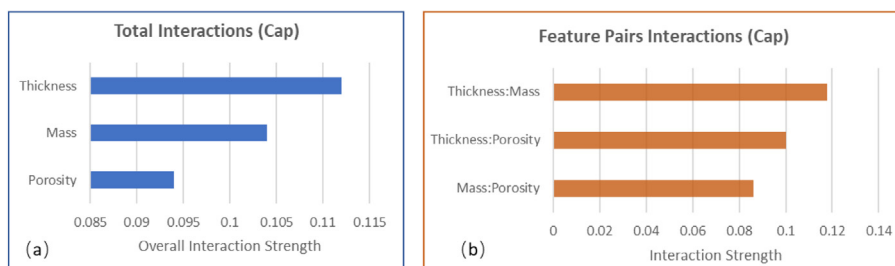 Total Interactions (Cap)
Thickness
Mass
Porosity
0.085 0.09 0.095 0.1 0.105 0.11 0.115
(a) Overall Interaction Strength
Feature Pairs Interactions (Cap)
0 0.02 0.04 0.06 0.08 0.1 0.12 0.14
Thickness:Mass
Thickness:Porosity
Mass:Porosity
(b) Interaction Strength